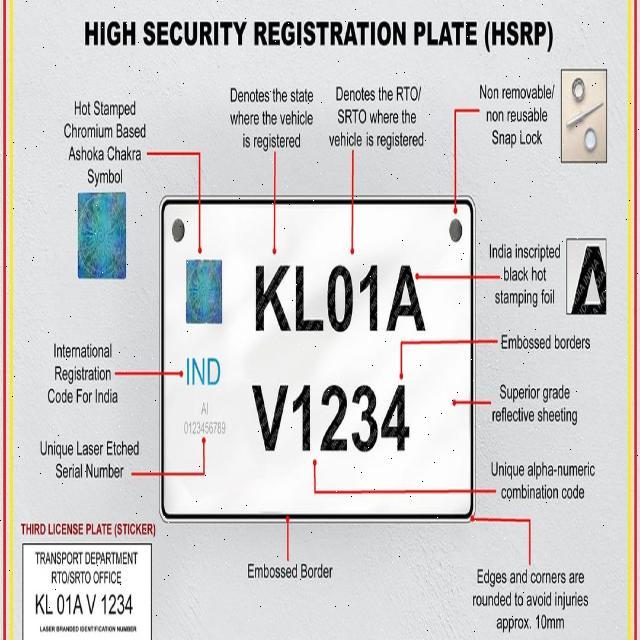 HIGH SECURITY REGISTRATION PLATE (HSRP)
Hot Stamped
Chromium Based
Ashoka Chakra
Symbol
Denotes the state
where the vehicle
is registered
Denotes the RTO/
SRTO where the
vehicle is registered
Non removable/
non reusable
Snap Lock
India inscripted
black hot
stamping foil
KL01A
Embossed borders
International
Registration
Code For India
IND
Superior grade
reflective sheeting
AI
0123456789
V1234
Unique Laser Etched
Serial Number
Unique alpha-numeric
combination code
THIRD LICENSE PLATE (STICKER)
TRANSPORT DEPARTMENT
RTO/SRTO OFFICE
KL 01A V 1234
LASER BRANDED IDENTIFICATION NUMBER
Embossed Border
Edges and corners are
rounded to avoid injuries
approx. 10mm